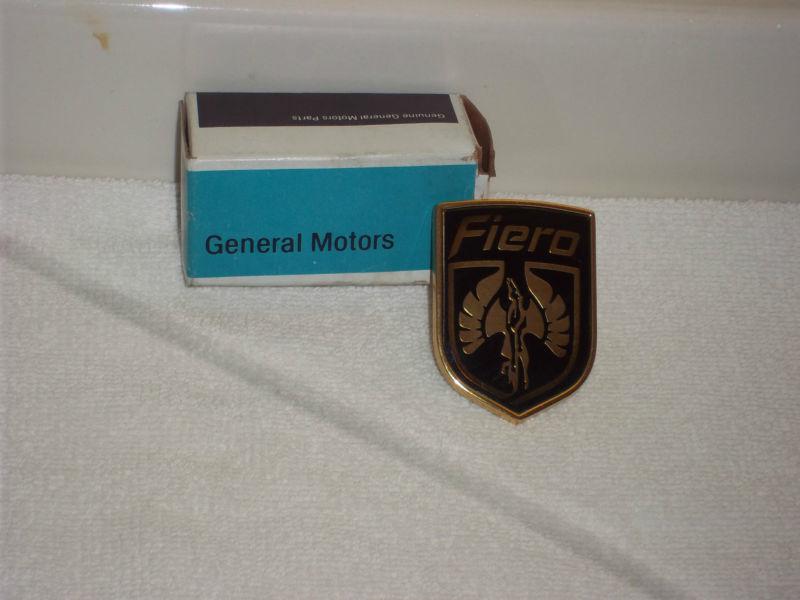 Genuine General Motors Parts
General Motors
Fiero